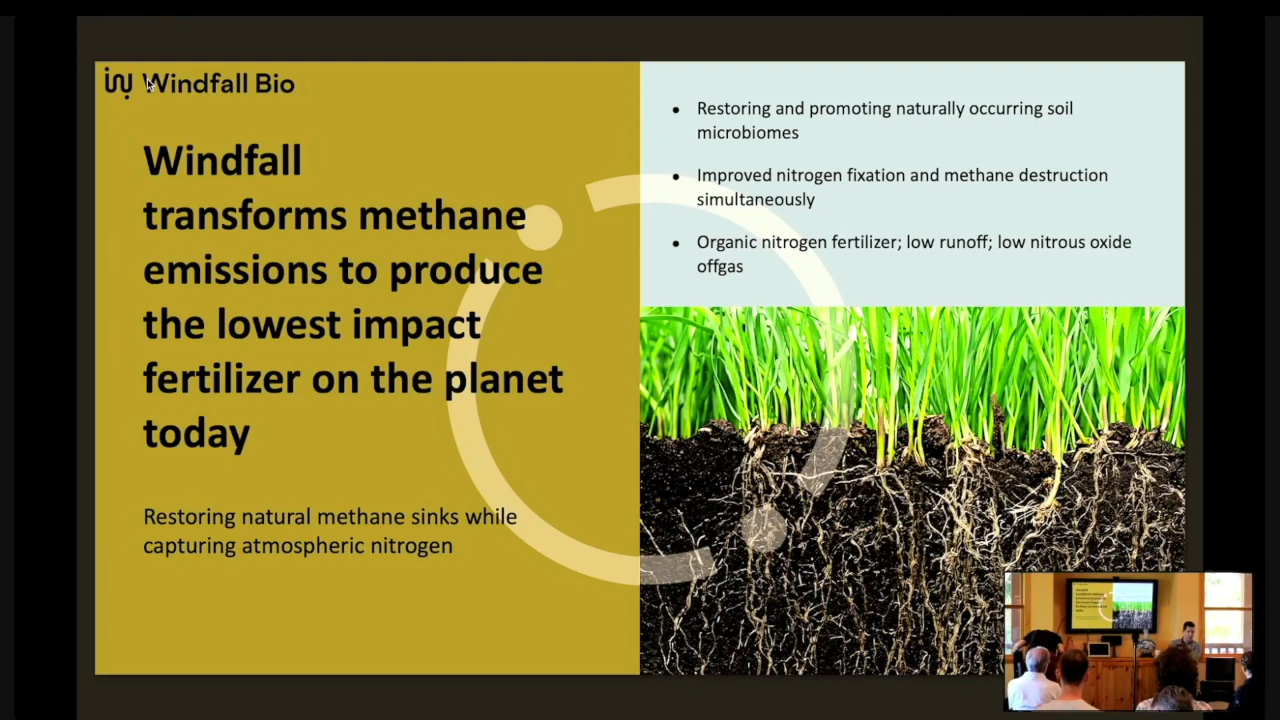 Windfall Bio
Windfall
transforms methane
emissions to produce
the lowest impact
fertilizer on the planet
today
Restoring natural methane sinks while
capturing atmospheric nitrogen
• Restoring and promoting naturally occurring soil
microbiomes
• Improved nitrogen fixation and methane destruction
simultaneously
• Organic nitrogen fertilizer; low runoff; low nitrous oxide
offgas